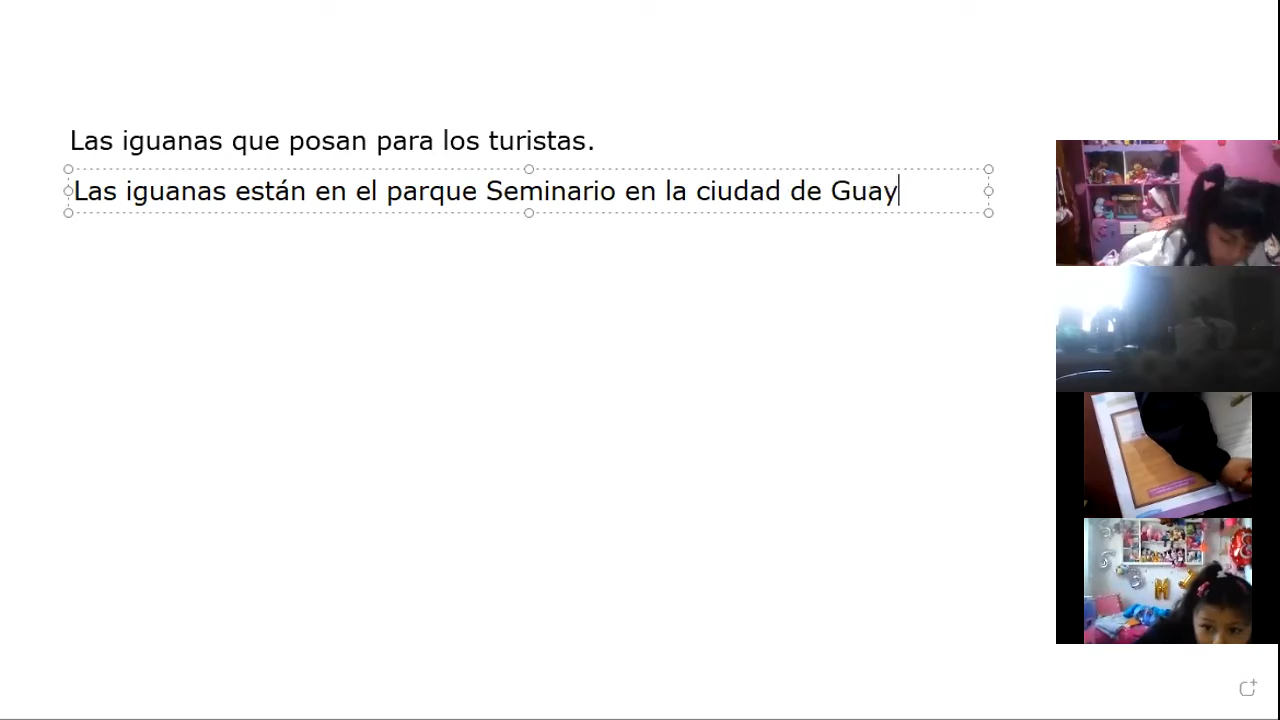 Las iguanas que posan para los turistas.
Las iguanas están en el parque Seminario en la ciudad de Guay